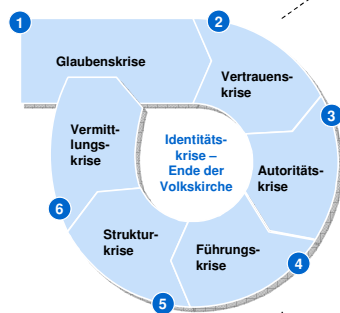 1
Glaubenskrise
2
Vertrauens-
krise
3
Autoritäts-
krise
4
Führungs-
krise
5
Struktur-
krise
6
Vermitt-
lungs-
krise
Identitäts-
krise –
Ende der
Volkskirche